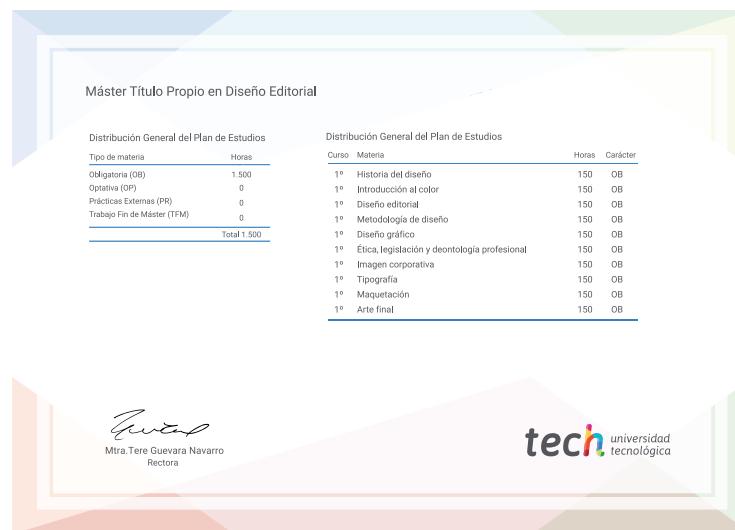 Máster Título Propio en Diseño Editorial
Distribución General del Plan de Estudios
Tipo de materia Horas
Obligatoria (OB) 1.500
Optativa (OP) 0
Prácticas Externas (PR) 0
Trabajo Fin de Máster (TFM) 0
Total 1.500
Distribución General del Plan de Estudios
Curso Materia Horas Carácter
1º Historia del diseño 150 OB
1º Introducción al color 150 OB
1º Diseño editorial 150 OB
1º Metodología de diseño 150 OB
1º Diseño gráfico 150 OB
1º Ética, legislación y deontología profesional 150 OB
1º Imagen corporativa 150 OB
1º Tipografía 150 OB
1º Maquetación 150 OB
1º Arte final 150 OB
Mtra.Tere Guevara Navarro
Rectora
tech universidad
tecnológica